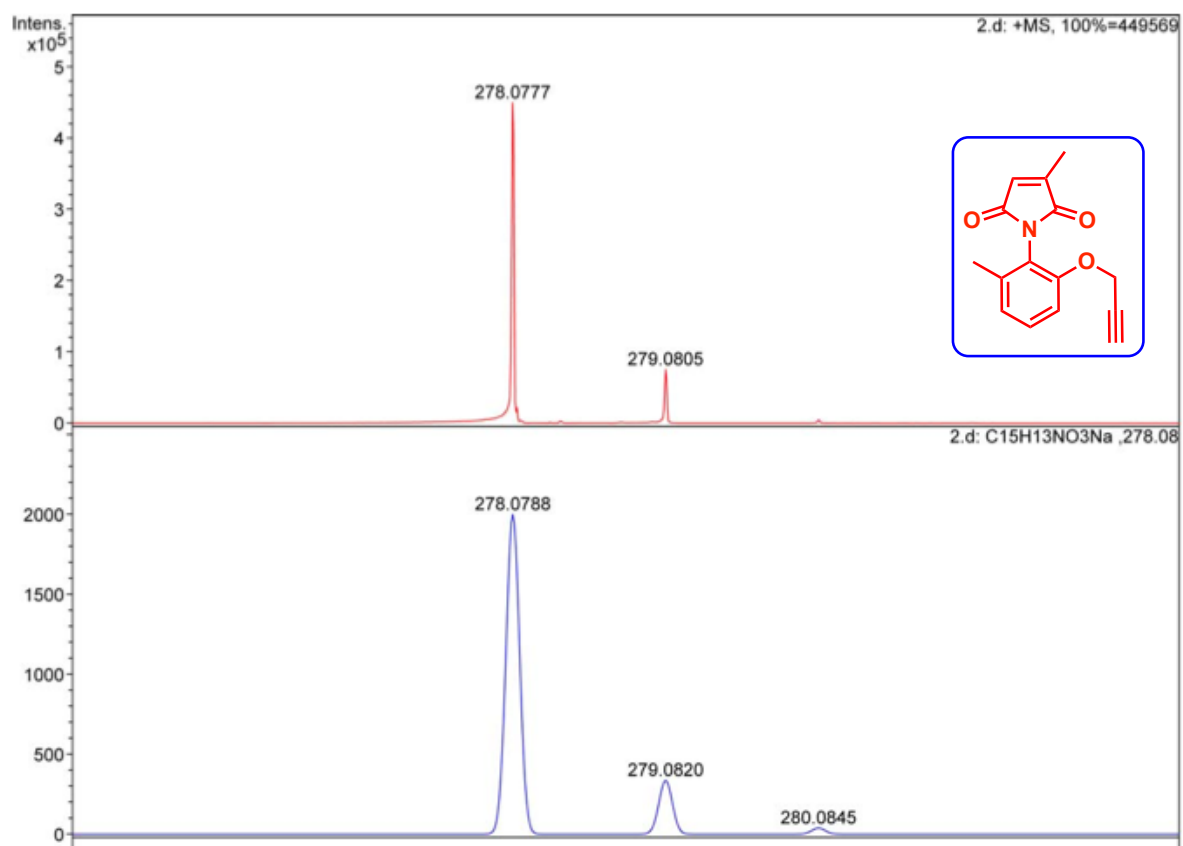 Intens.
x10⁵
2.d: +MS, 100%=449569
5
278.0777
4
3
2
1
279.0805
0
O
O
N
O
2.d: C15H13NO3Na ,278.08
278.0788
2000
1500
1000
500
279.0820
280.0845
0